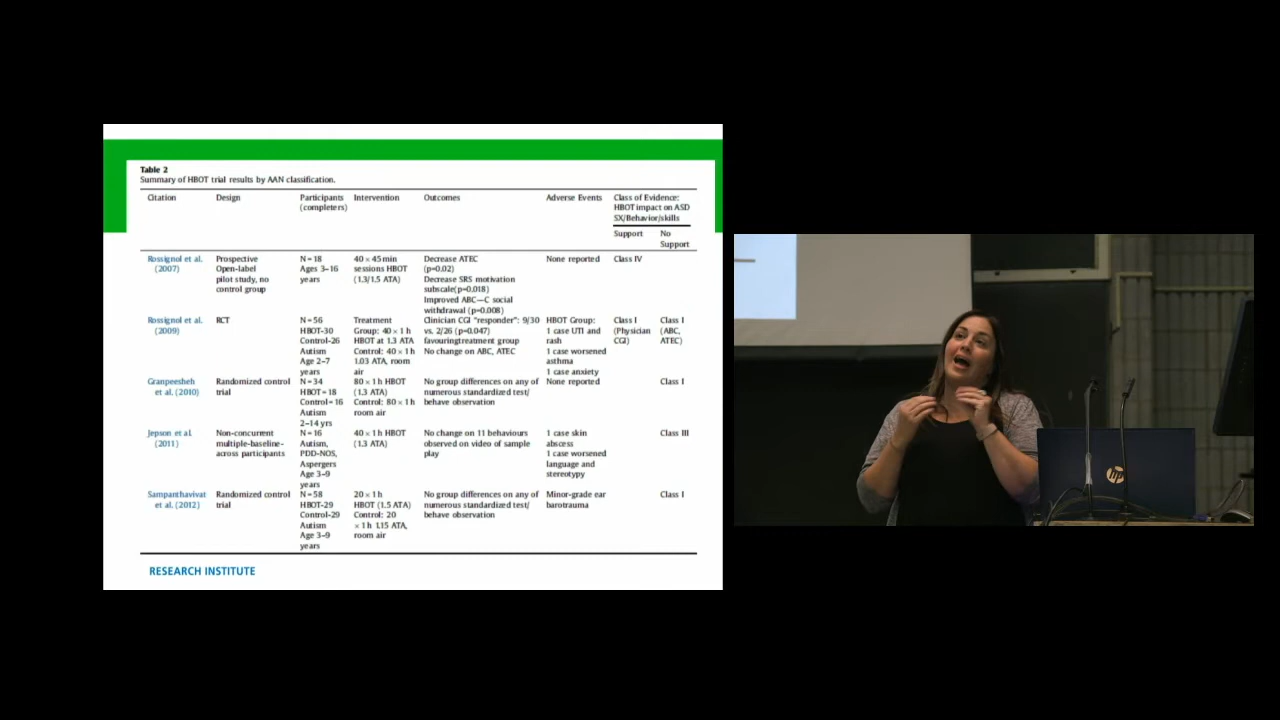 Table 2
Summary of HBOT trial results by AAN classification.
Citation Design Participants (completers) Intervention Outcomes Adverse Events Class of Evidence: HBOT impact on ASD SX/Behavior/skills
Support No Support
Rossignol et al. (2007) Prospective Open-label pilot study, no control group N=18 Ages 3–16 years 40 × 45 min sessions HBOT (1.3/1.5 ATA) Decrease ATEC (p=0.02) Decrease SRS motivation subscale(p=0.018) Improved ABC—C social withdrawal (p=0.008) None reported Class IV
Rossignol et al. (2009) RCT N=56 HBOT-30 Control-26 Autism Age 2–7 years Treatment Group: 40 × 1 h HBOT at 1.3 ATA Control: 40 × 1 h 1.03 ATA, room air Clinician CGI "responder": 9/30 vs. 2/26 (p=0.047) favouringtreatment group No change on ABC, ATEC HBOT Group: 1 case UTI and rash 1 case worsened asthma 1 case anxiety Class I (Physician CGI) Class I (ABC, ATEC)
Granpeesheh et al. (2010) Randomized control trial N=34 HBOT=18 Control=16 Autism 2–14 yrs 80 × 1 h HBOT (1.3 ATA) Control: 80 × 1 h room air No group differences on any of numerous standardized test/ behave observation None reported Class I
Jepson et al. (2011) Non-concurrent multiple-baseline-across participants N=16 Autism, PDD-NOS, Aspergers Age 3–9 years 40 × 1 h HBOT (1.3 ATA) No change on 11 behaviours observed on video of sample play 1 case skin abscess 1 case worsened language and stereotypy Class III
Sampanthavivat et al. (2012) Randomized control trial N=58 HBOT-29 Control-29 Autism Age 3–9 years 20 × 1 h HBOT (1.5 ATA) Control: 20 × 1 h 1.15 ATA, room air No group differences on any of numerous standardized test/ behave observation Minor-grade ear barotrauma Class I
RESEARCH INSTITUTE
hp